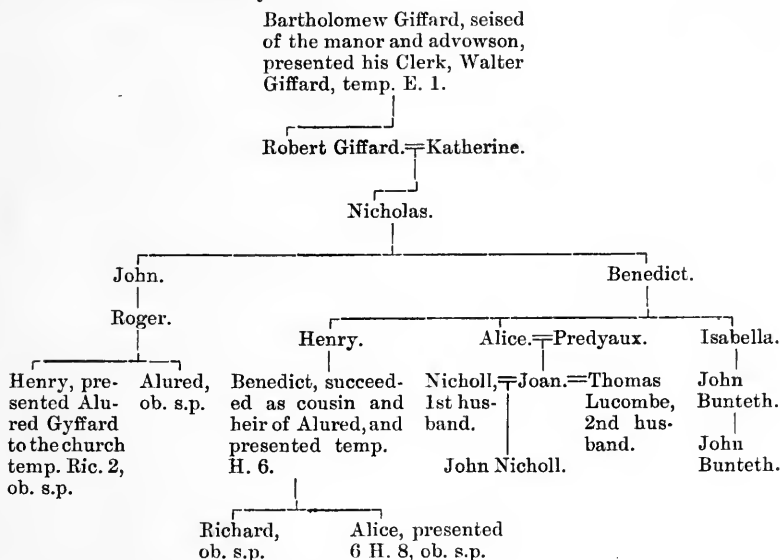 Bartholomew Giffard, seised
of the manor and advowson,
presented his Clerk, Walter
Giffard, temp. E. 1.
Robert Giffard.
Katherine.
Nicholas.
John.
Benedict.
Roger.
Henry.
Alice.
Predyaux.
Isabella.
Henry, pre-
sented Alu-
red Gyffard
to the church
temp. Ric. 2,
ob. s.p.
Alured,
ob. s.p.
Benedict, succeed-
ed as cousin and
heir of Alured, and
presented temp.
H. 6.
Nicholl,
1st hus-
band.
Joan.
Thomas
Lucombe,
2nd hus-
band.
John
Bunteth.
John Nicholl.
John
Bunteth.
Richard,
ob. s.p.
Alice, presented
6 H. 8, ob. s.p.